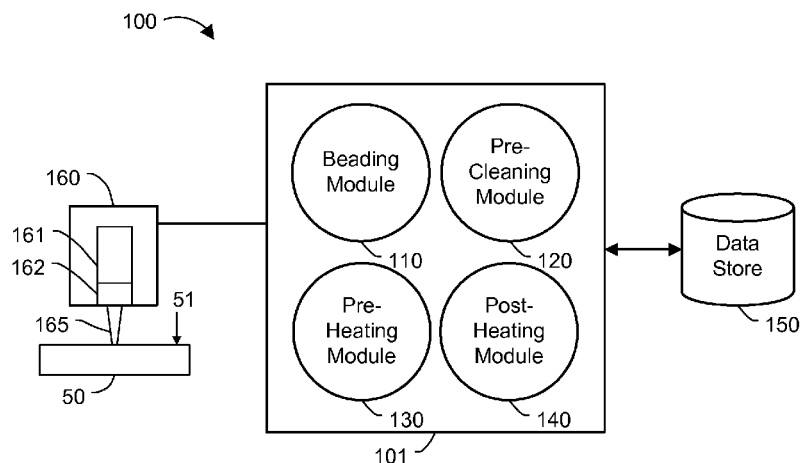 100
160
161
162
165
51
50
Beading
Module
110
Pre-
Cleaning
Module
120
Pre-
Heating
Module
130
Post-
Heating
Module
140
101
Data
Store
150